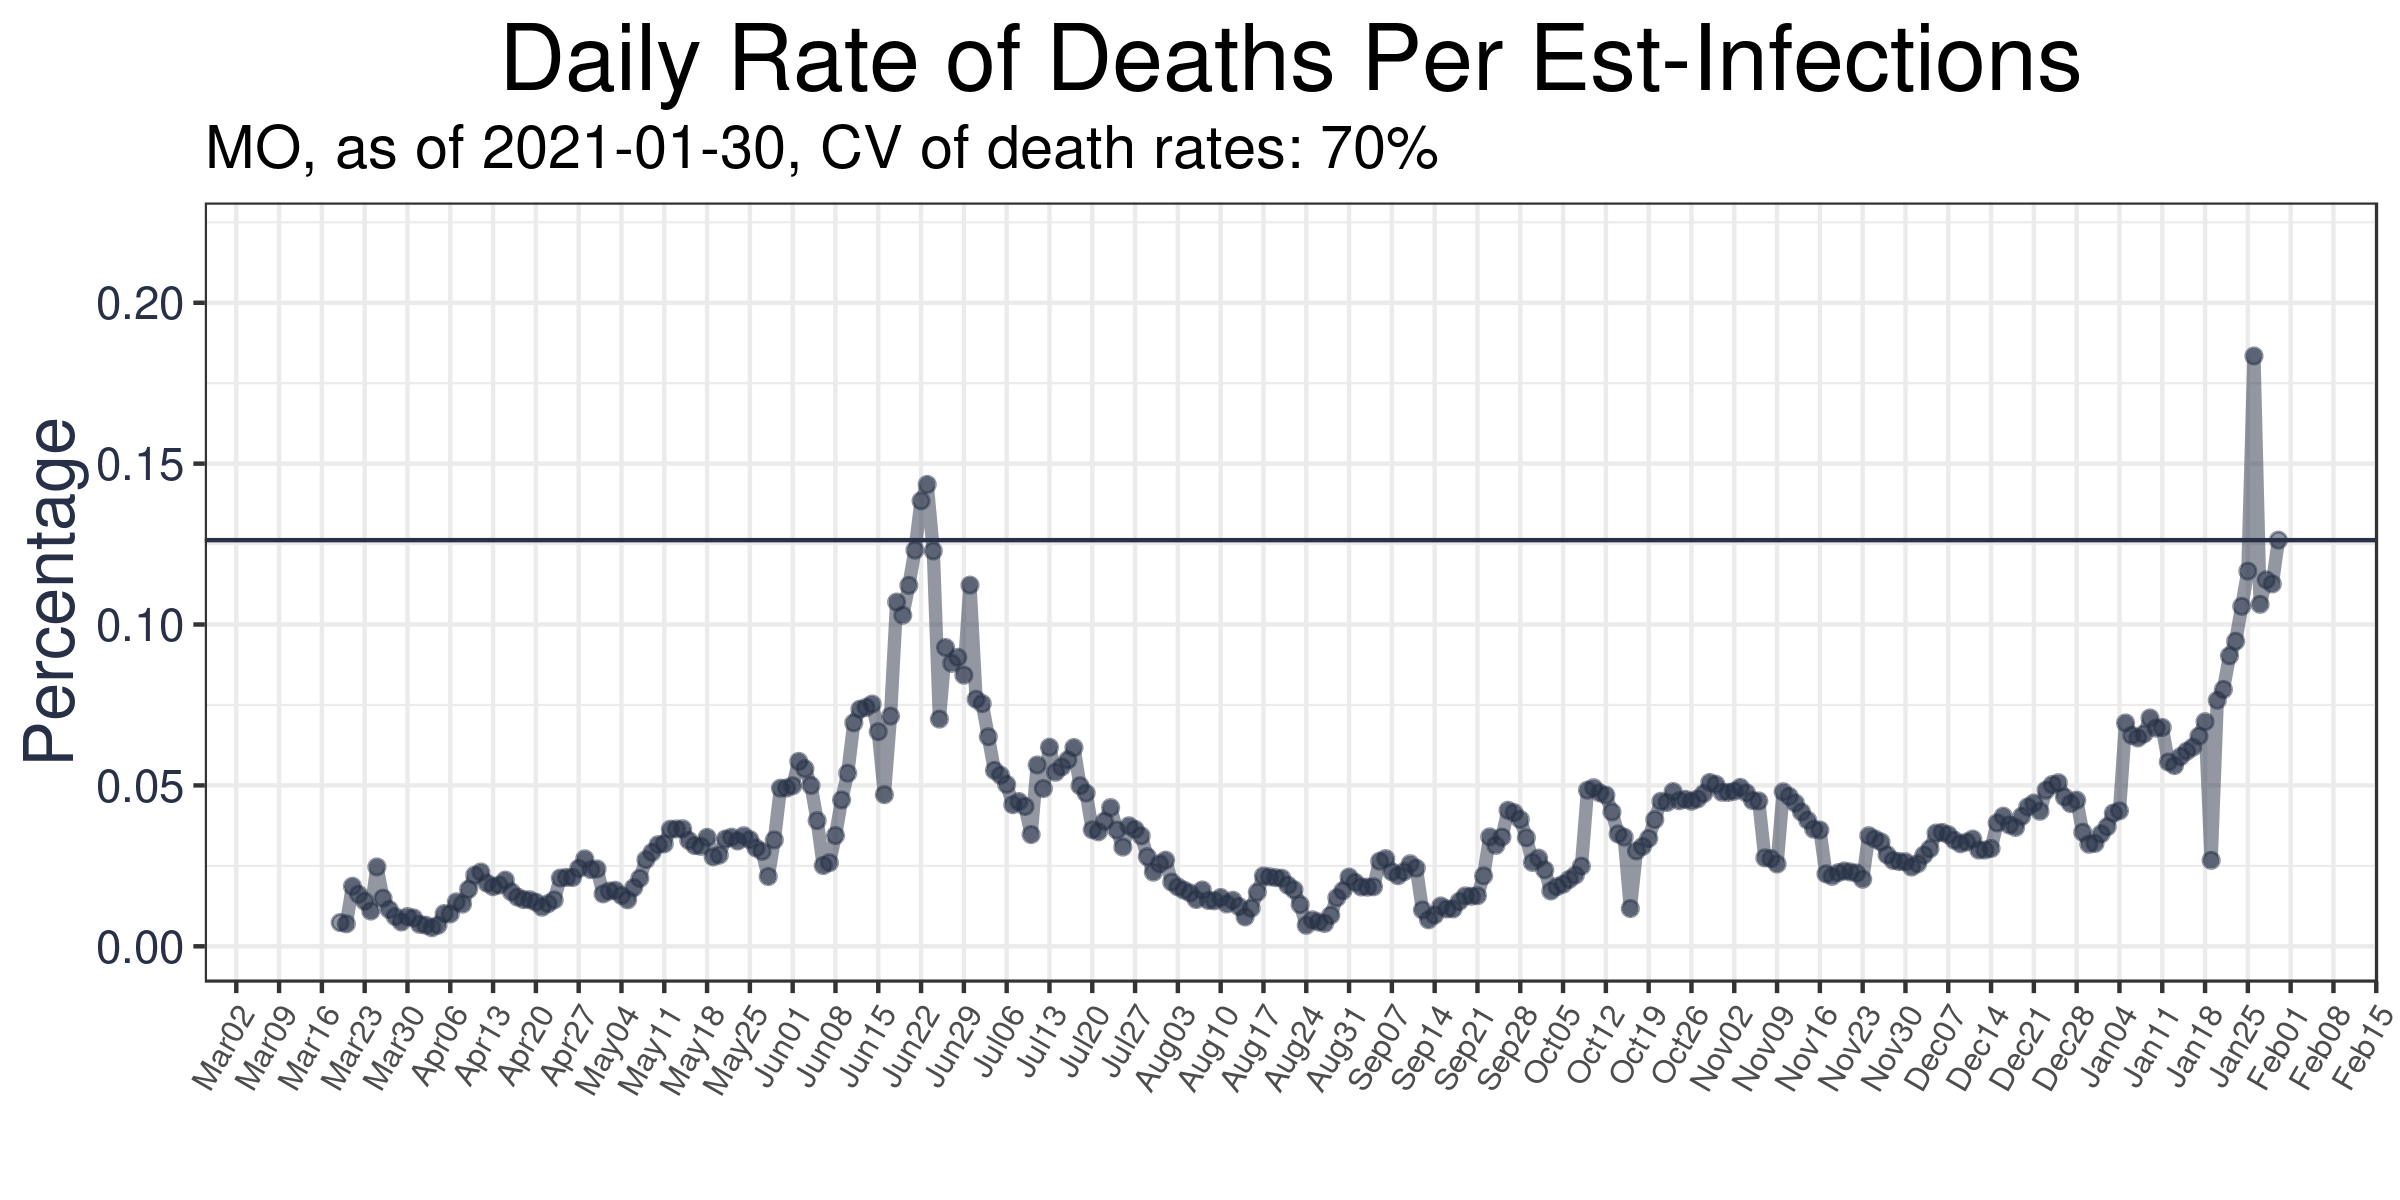 Daily Rate of Deaths Per Est-Infections
MO, as of 2021-01-30, CV of death rates: 70%
Percentage
0.20
0.15
0.10
0.05
0.00
Mar02
Mar09
Mar16
Mar23
Mar30
Apr06
Apr13
Apr20
Apr27
May04
May11
May18
May25
Jun01
Jun08
Jun15
Jun22
Jun29
Jul06
Jul13
Jul20
Jul27
Aug03
Aug10
Aug17
Aug24
Aug31
Sep07
Sep14
Sep21
Sep28
Oct05
Oct12
Oct19
Oct26
Nov02
Nov09
Nov16
Nov23
Nov30
Dec07
Dec14
Dec21
Dec28
Jan04
Jan11
Jan18
Jan25
Feb01
Feb08
Feb15